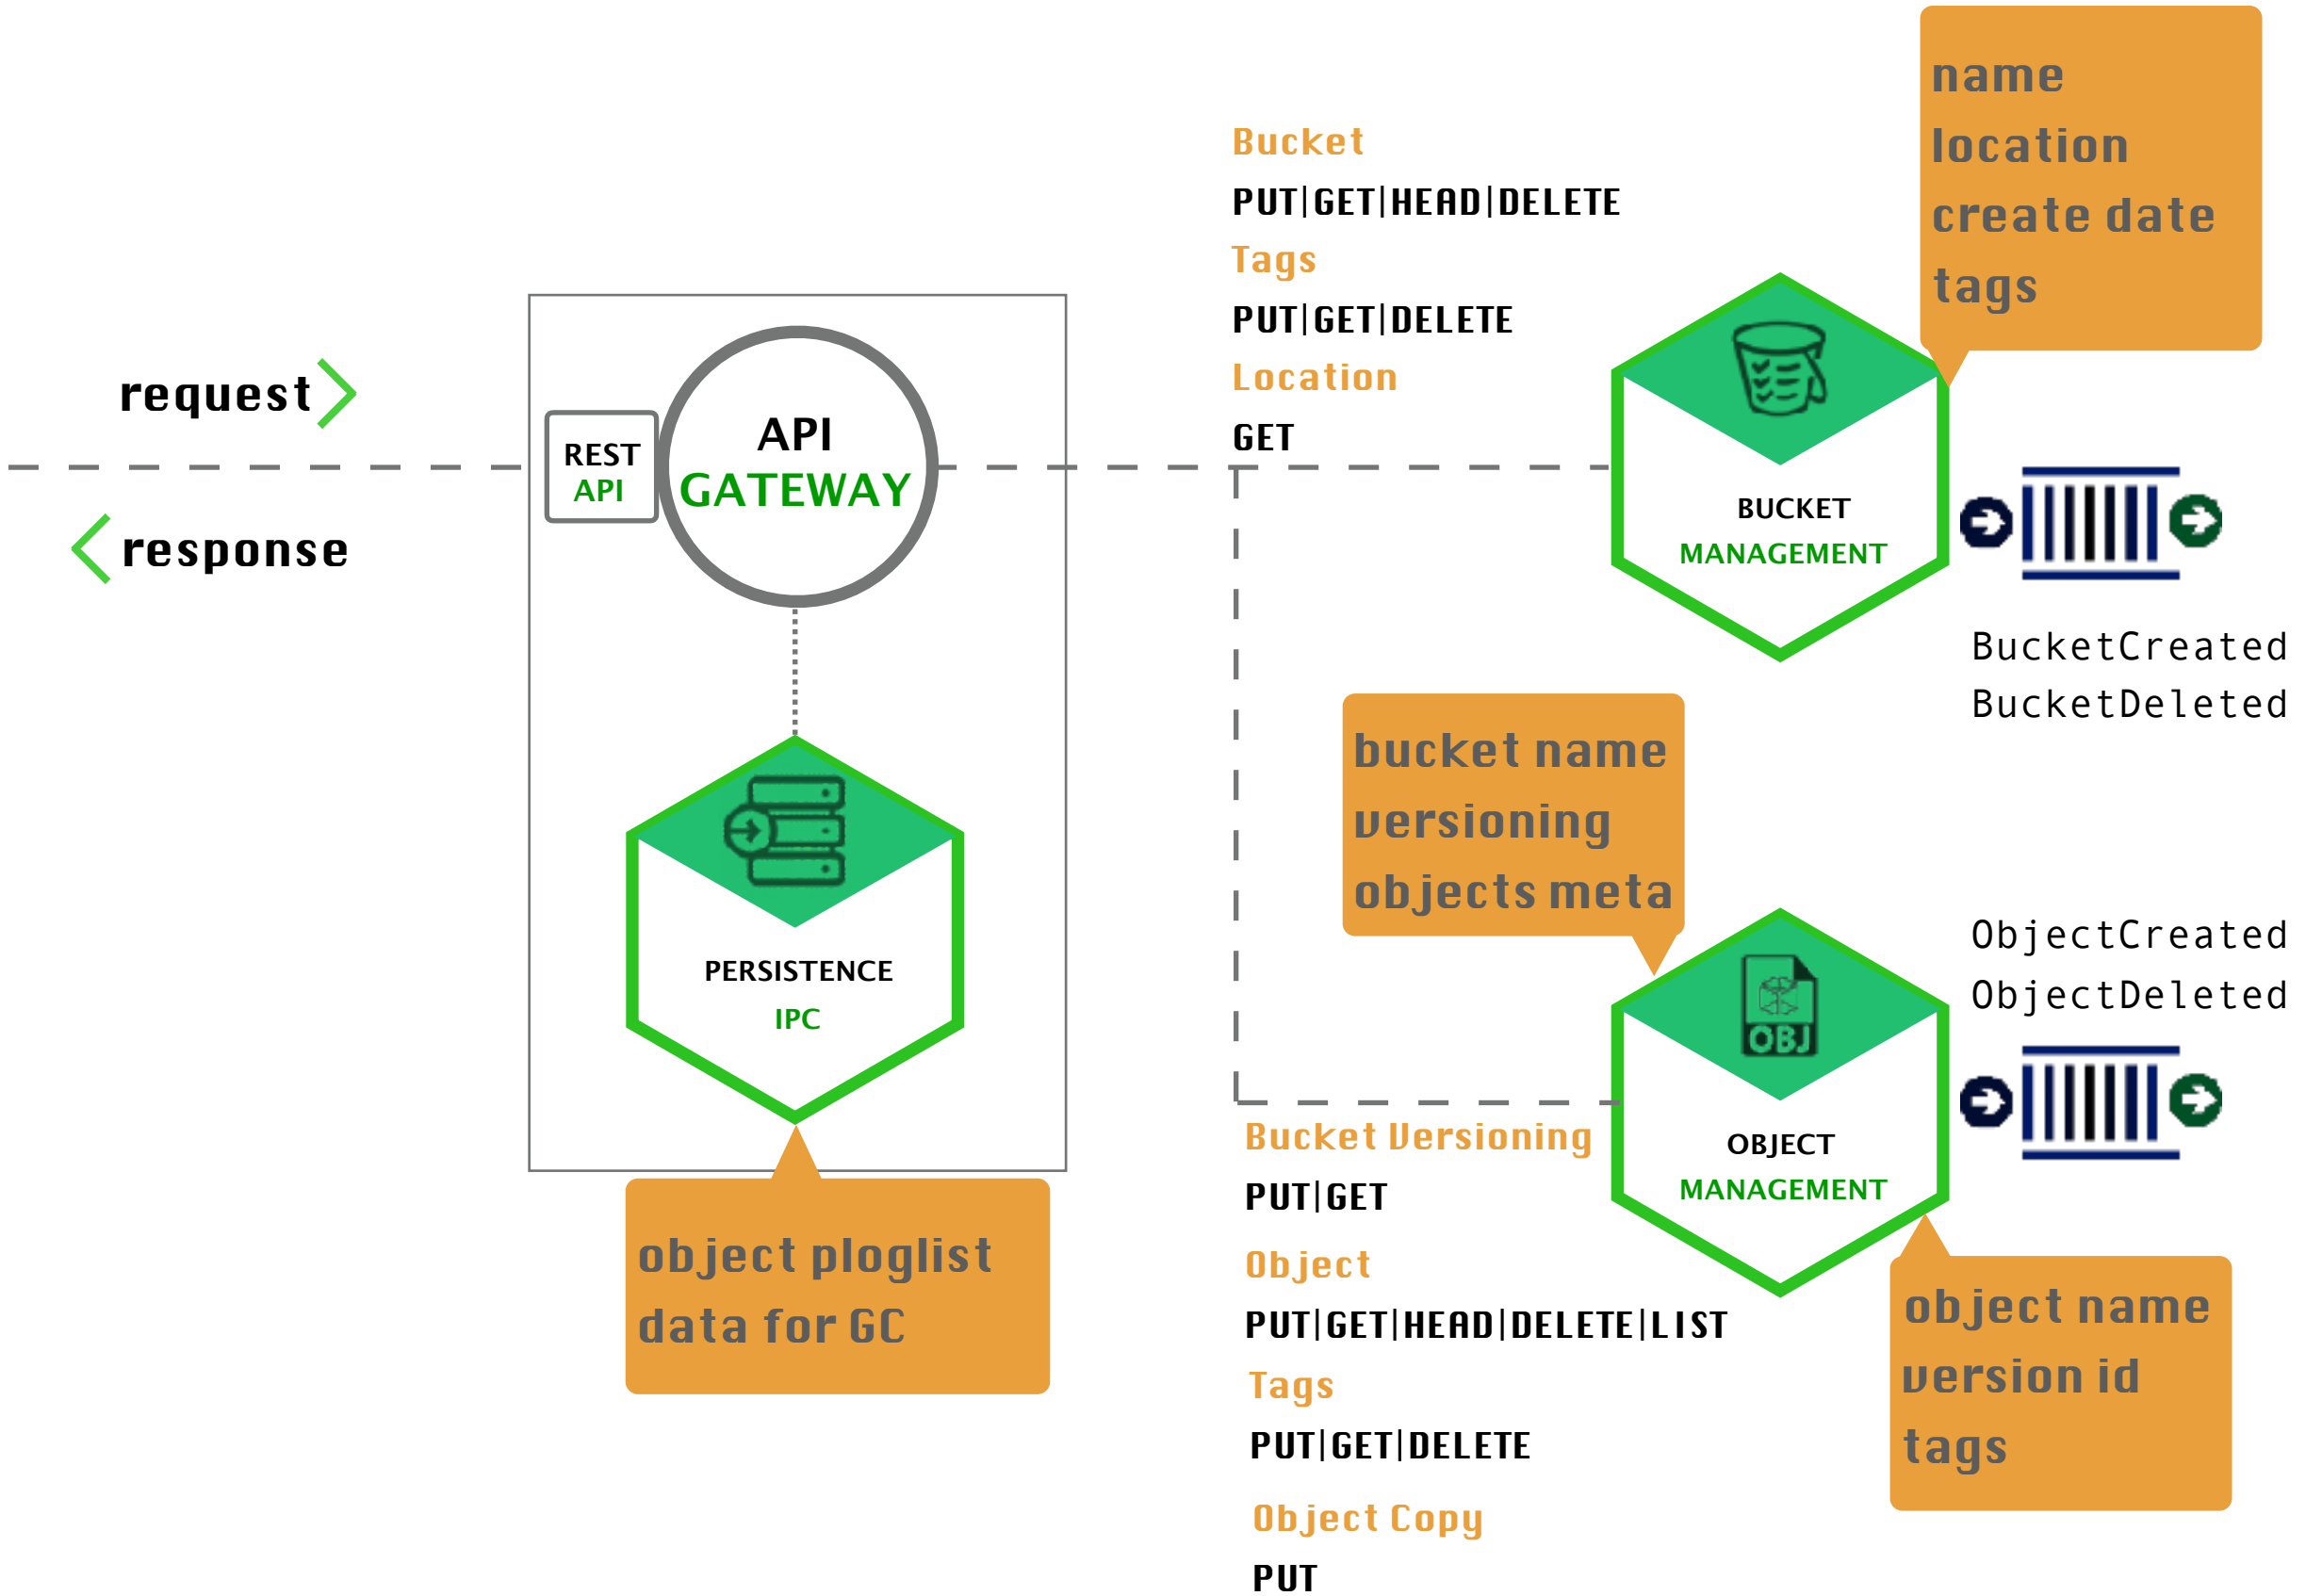 request
response
REST
API
API
GATEWAY
PERSISTENCE
IPC
object ploglist
data for GC
Bucket
PUT|GET|HEAD|DELETE
Tags
PUT|GET|DELETE
Location
GET
name
location
create date
tags
BUCKET
MANAGEMENT
BucketCreated
BucketDeleted
bucket name
versioning
objects meta
ObjectCreated
ObjectDeleted
OBJ
OBJECT
MANAGEMENT
Bucket Versioning
PUT|GET
Object
PUT|GET|HEAD|DELETE|LIST
Tags
PUT|GET|DELETE
Object Copy
PUT
object name
version id
tags